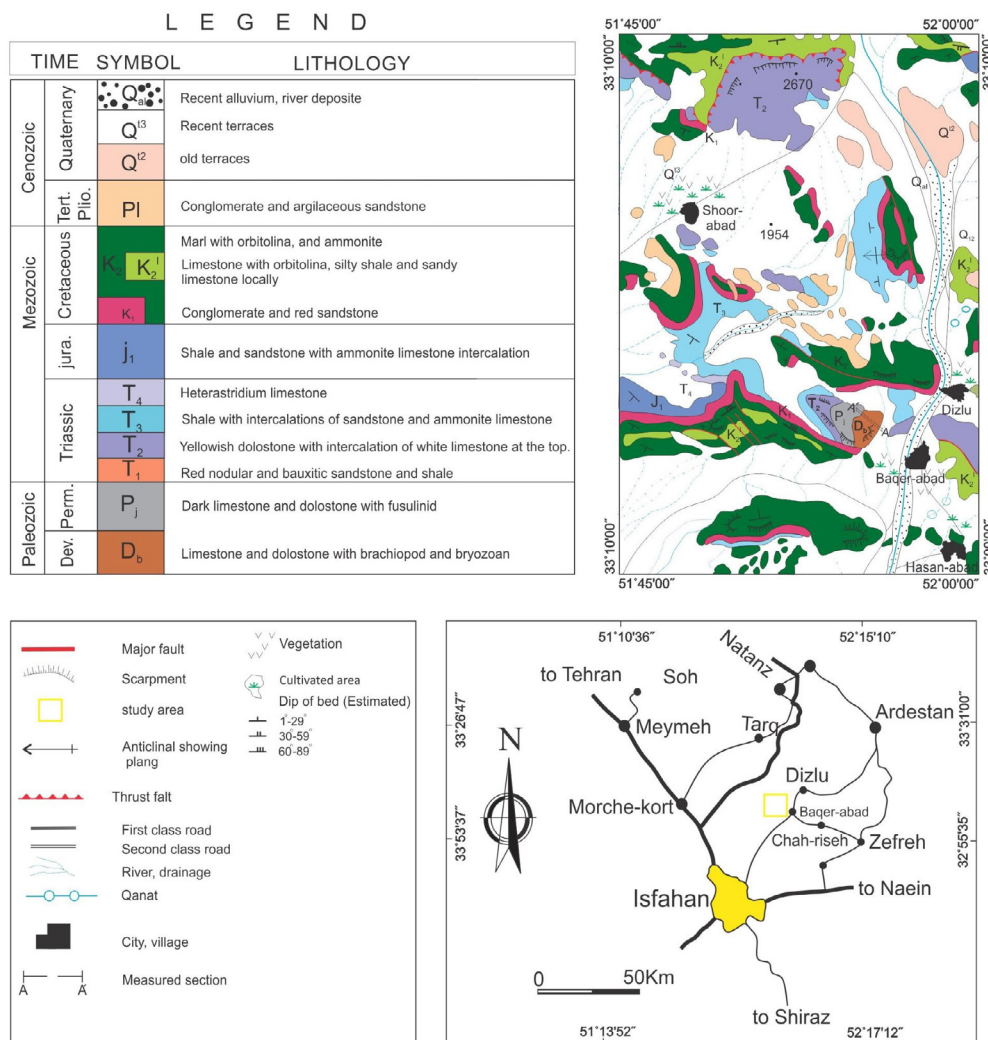 L E G E N D
TIME SYMBOL LITHOLOGY
Cenozoic
Quaternary
Qal Recent alluvium, river deposite
Qt3 Recent terraces
Qt2 old terraces
Tert. Plio.
Pl Conglomerate and argilaceous sandstone
Mezozoic
Cretaceous
K2 Marl with orbitolina, and ammonite
K2l Limestone with orbitolina, silty shale and sandy
limestone locally
K1 Conglomerate and red sandstone
jura.
j1 Shale and sandstone with ammonite limestone intercalation
Triassic
T4 Heterastridium limestone
T3 Shale with intercalations of sandstone and ammonite limestone
T2 Yellowish dolostone with intercalation of white limestone at the top.
T1 Red nodular and bauxitic sandstone and shale
Paleozoic
Perm.
Pj Dark limestone and dolostone with fusulinid
Dev.
Db Limestone and dolostone with brachiopod and bryozoan
51°45'00" 52°00'00"
33°10'00" 33°10'00"
K2l
2670
T2
Qt2
K1
Qt3
Qal
Shoor-
abad
1954
Q12
K2l
T3
K1
T4
Dizlu
J1
K1
T2
Pj
A'
Db
A
K2l
Baqer-abad
K2l
33°10'00" 33°00'00"
Hasan-abad
51°45'00" 52°00'00"
Major fault
Scarpment
study area
Anticlinal showing
plang
Thrust falt
First class road
Second class road
River, drainage
Qanat
City, village
Measured section
A A'
Vegetation
Cultivated area
Dip of bed (Estimated)
1°-29°
30°-59°
60°-89°
51°10'36" 52°15'10"
Natanz
to Tehran
Soh
33°26'47"
Meymeh
Tarq
Ardestan
33°31'00"
N
Dizlu
Morche-kort
Baqer-abad
33°53'37"
Chah-riseh
Zefreh
32°55'35"
Isfahan
to Naein
0 50Km
to Shiraz
51°13'52" 52°17'12"